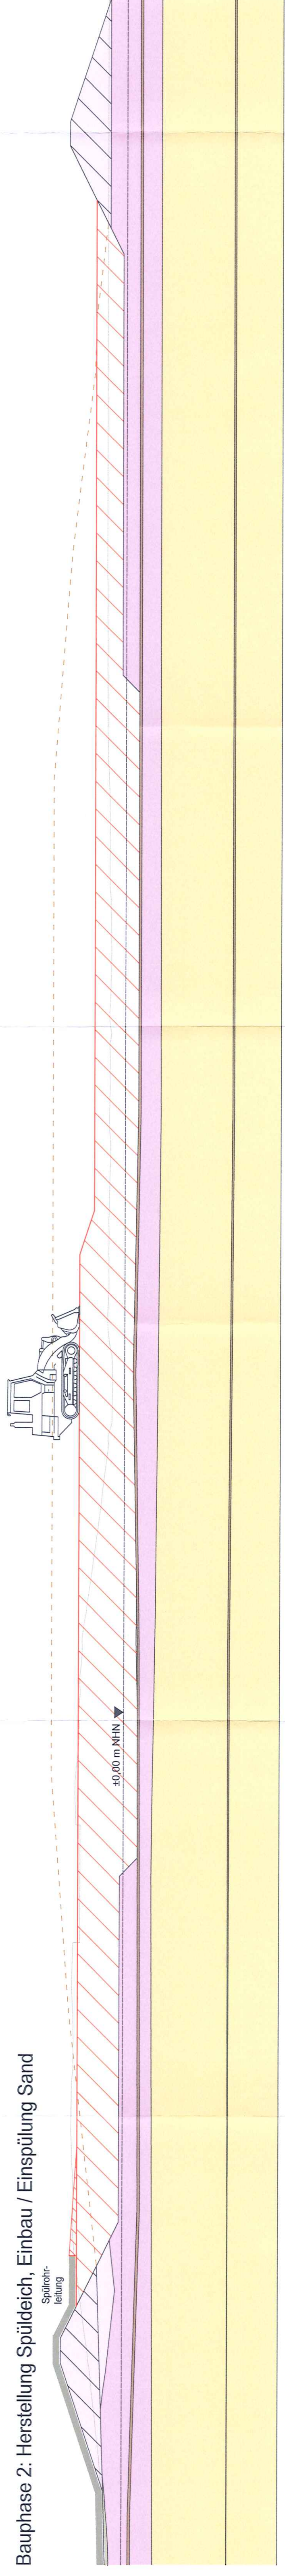 Bauphase 2: Herstellung Spüldeich, Einbau / Einspülung Sand
Spülrohr-
leitung
±0,00 m NHN